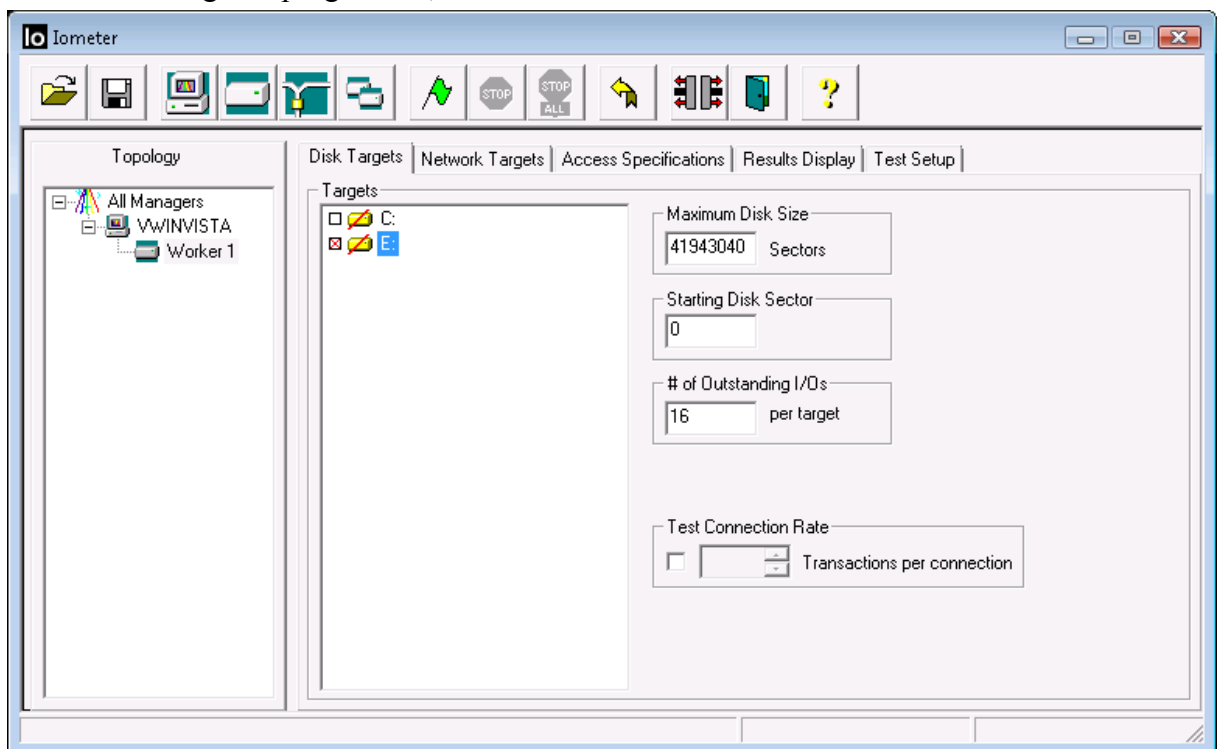 Iometer
STOP
STOP
ALL
?
Topology
All Managers
VWINVISTA
Worker 1
Disk Targets
Network Targets
Access Specifications
Results Display
Test Setup
Targets
C:
E:
Maximum Disk Size
41943040
Sectors
Starting Disk Sector
0
# of Outstanding I/Os
16
per target
Test Connection Rate
Transactions per connection